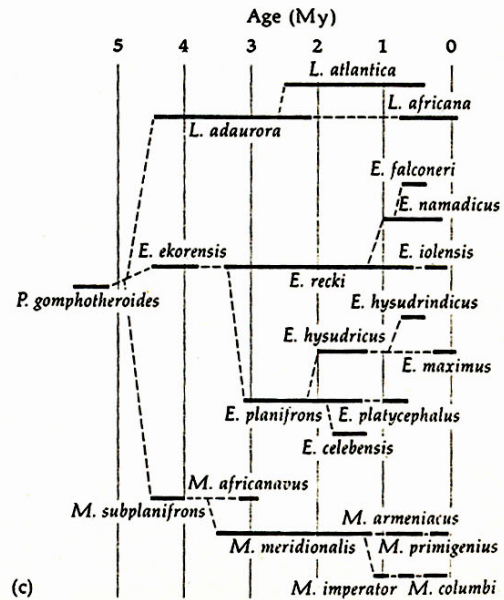 Age (My)
5 4 3 2 1 0
L. atlantica
L. africana
L. adaurora
E. falconeri
E. namadicus
E. ekorensis
E. iolensis
E. recki
P. gomphotheroides
E. hysudrindicus
E. hysudricus
E. maximus
E. planifrons
E. platycephalus
E. celebensis
M. africanavus
M. subplanifrons
M. armeniacus
M. meridionalis
M. primigenius
(c)
M. imperator
M. columbi